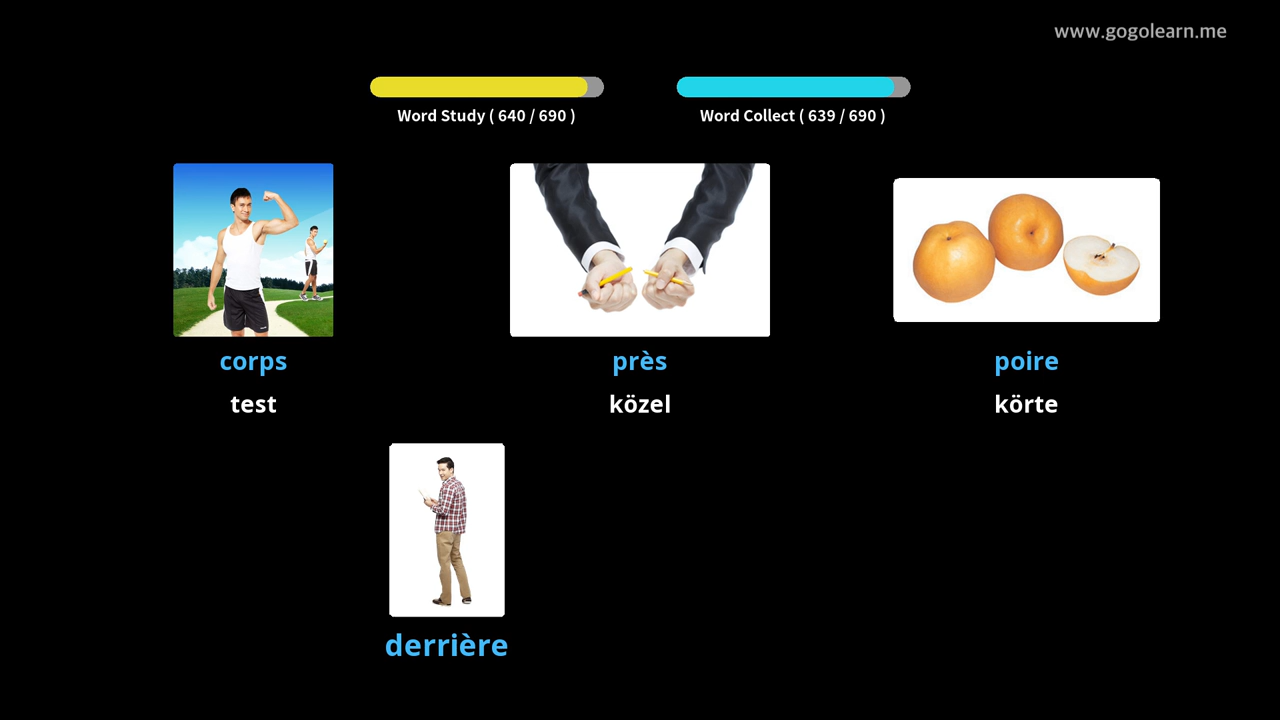 www.gogolearn.me
Word Study ( 640 / 690 )
Word Collect ( 639 / 690 )
corps
près
poire
test
közel
körte
derrière